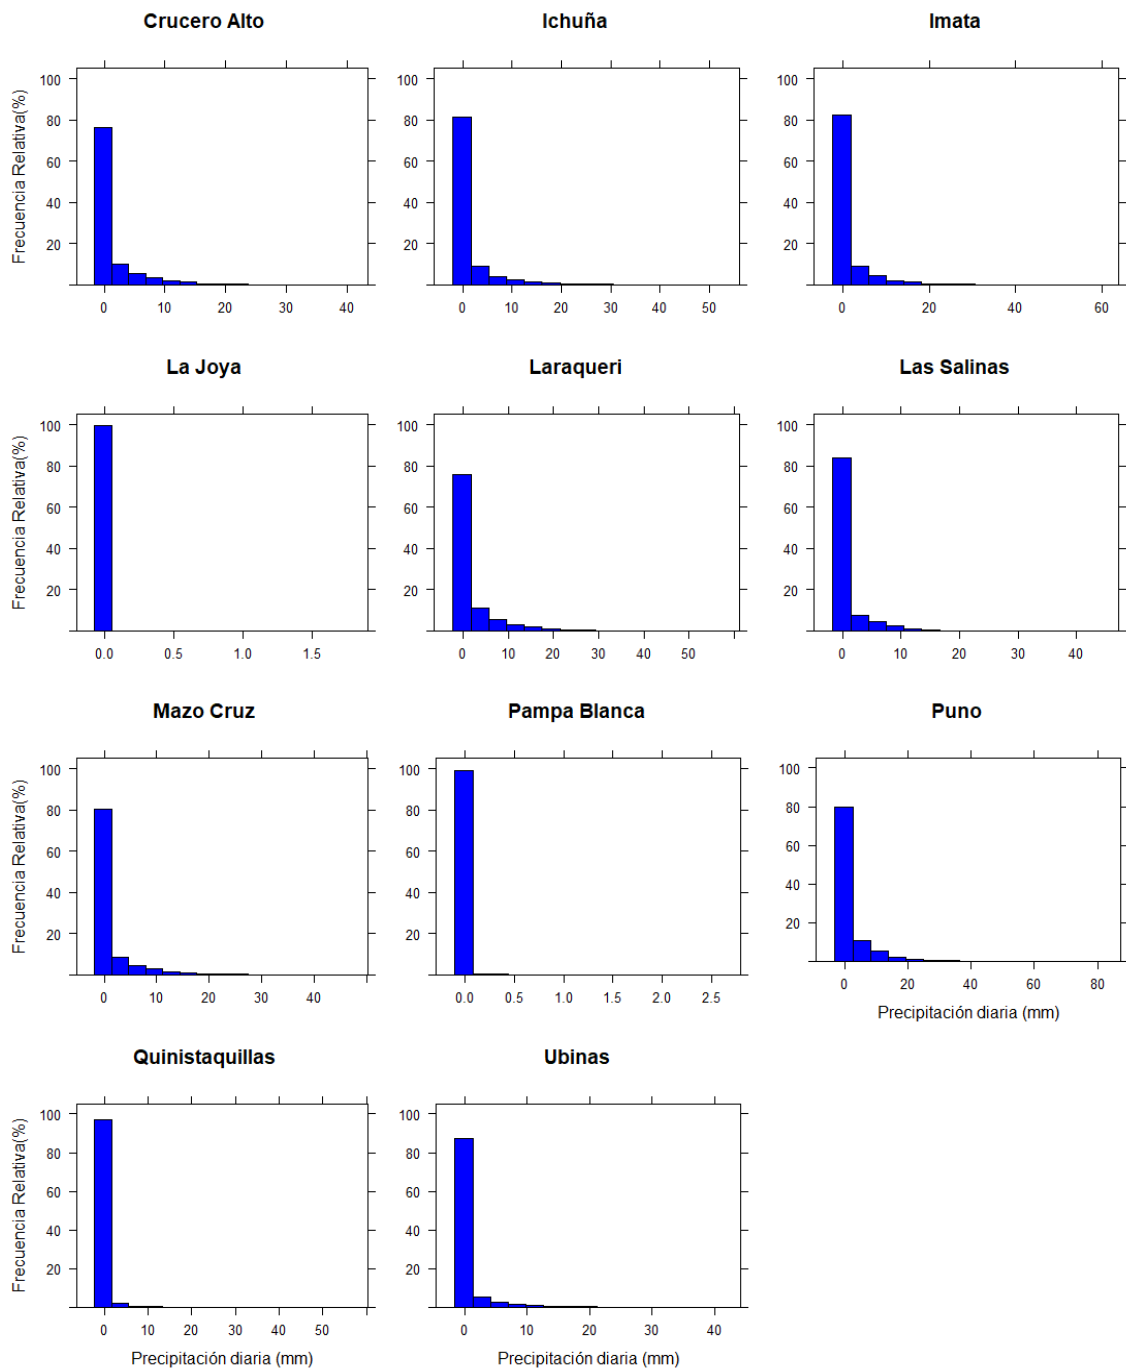 Crucero Alto Ichuña Imata
Frecuencia Relativa(%)
100
80
60
40
20
0 10 20 30 40
100
80
60
40
20
0 10 20 30 40 50
100
80
60
40
20
0 20 40 60
La Joya Laraqueri Las Salinas
Frecuencia Relativa(%)
100
80
60
40
20
0.0 0.5 1.0 1.5
100
80
60
40
20
0 10 20 30 40 50
100
80
60
40
20
0 10 20 30 40
Mazo Cruz Pampa Blanca Puno
Frecuencia Relativa(%)
100
80
60
40
20
0 10 20 30 40
100
80
60
40
20
0.0 0.5 1.0 1.5 2.0 2.5
100
80
60
40
20
0 20 40 60 80
Precipitación diaria (mm)
Quinistaquillas Ubinas
Frecuencia Relativa(%)
100
80
60
40
20
0 10 20 30 40 50
Precipitación diaria (mm)
100
80
60
40
20
0 10 20 30 40
Precipitación diaria (mm)